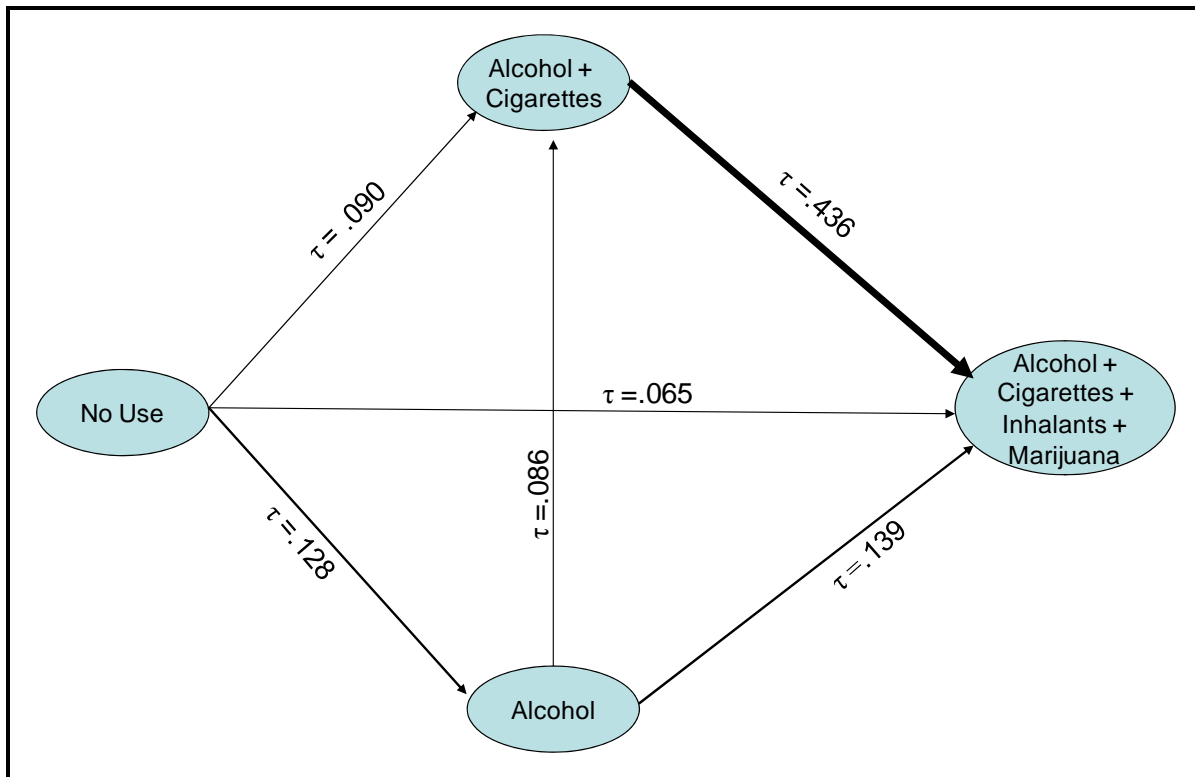 Alcohol +
Cigarettes
τ = .090
τ =.436
No Use
τ =.065
Alcohol +
Cigarettes +
Inhalants +
Marijuana
τ =.086
τ =.128
τ =.139
Alcohol